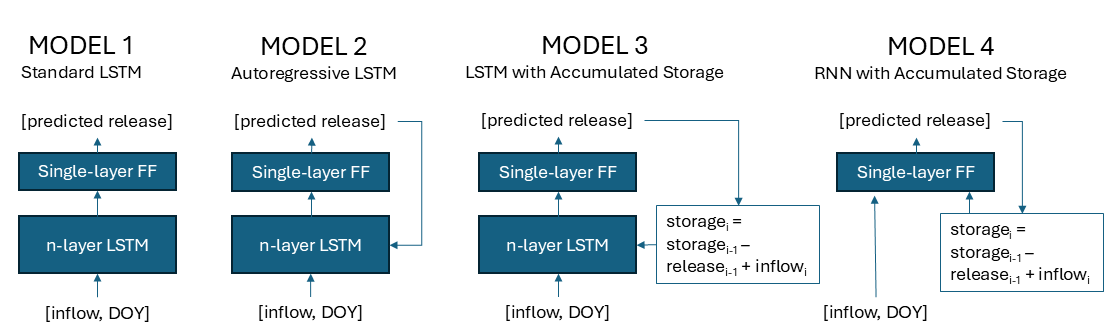 MODEL 1
Standard LSTM
[predicted release]
Single-layer FF
n-layer LSTM
[inflow, DOY]
MODEL 2
Autoregressive LSTM
[predicted release]
Single-layer FF
n-layer LSTM
[inflow, DOY]
MODEL 3
LSTM with Accumulated Storage
[predicted release]
Single-layer FF
n-layer LSTM
storageᵢ =
storageᵢ₋₁ –
releaseᵢ₋₁ + inflowᵢ
[inflow, DOY]
MODEL 4
RNN with Accumulated Storage
[predicted release]
Single-layer FF
storageᵢ =
storageᵢ₋₁ –
releaseᵢ₋₁ + inflowᵢ
[inflow, DOY]